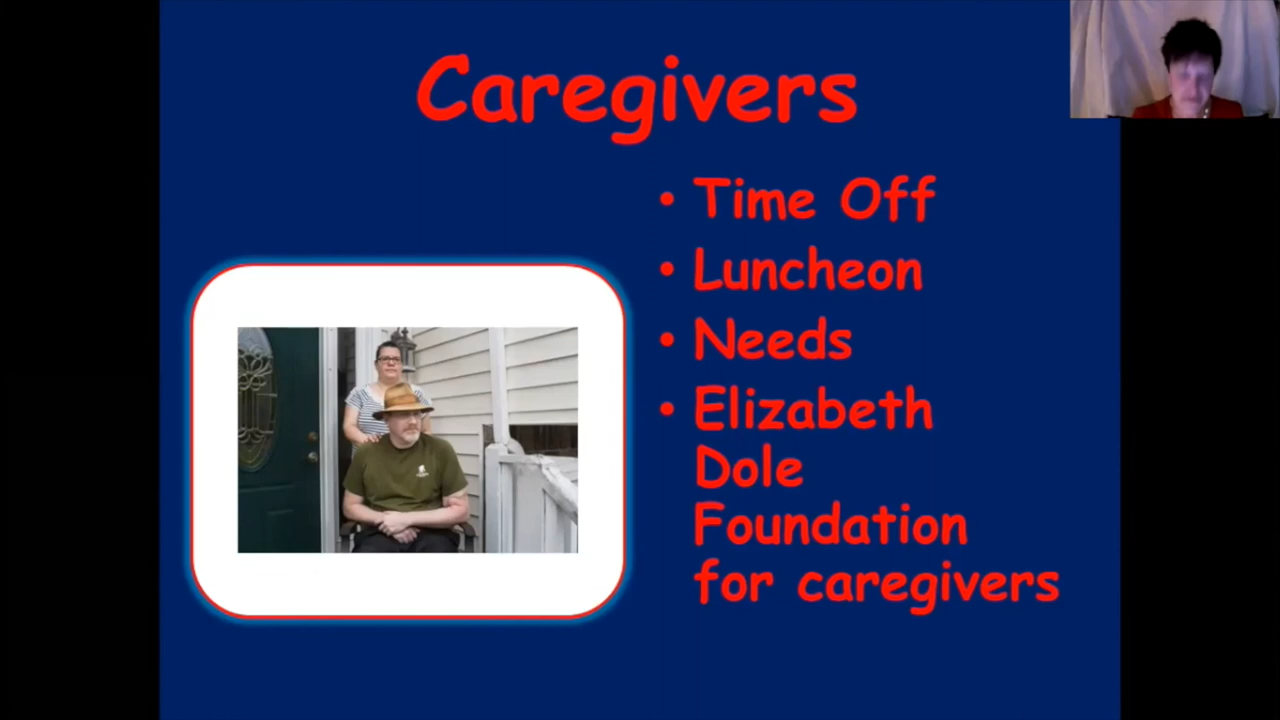 Caregivers
• Time Off
• Luncheon
• Needs
• Elizabeth
Dole
Foundation
for caregivers